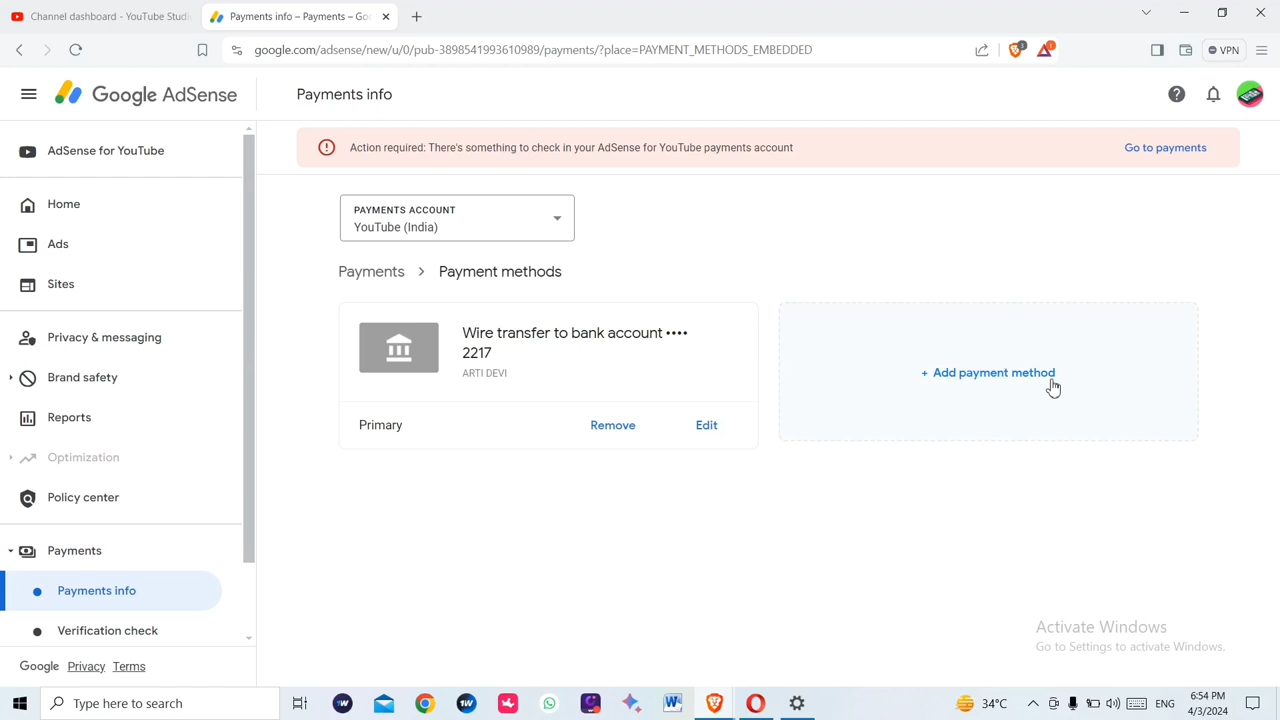 Channel dashboard - YouTube Studi
Payments info – Payments – Goo
google.com/adsense/new/u/0/pub-3898541993610989/payments/?place=PAYMENT_METHODS_EMBEDDED
VPN
Google AdSense
Payments info
AdSense for YouTube
Action required: There's something to check in your AdSense for YouTube payments account
Go to payments
Home
Ads
Sites
Privacy & messaging
Brand safety
Reports
Optimization
Policy center
Payments
Payments info
Verification check
Google Privacy Terms
PAYMENTS ACCOUNT
YouTube (India)
Payments > Payment methods
Wire transfer to bank account ••••
2217
ARTI DEVI
Primary
Remove
Edit
+ Add payment method
Activate Windows
Go to Settings to activate Windows.
Type here to search
34°C
ENG
6:54 PM
4/3/2024